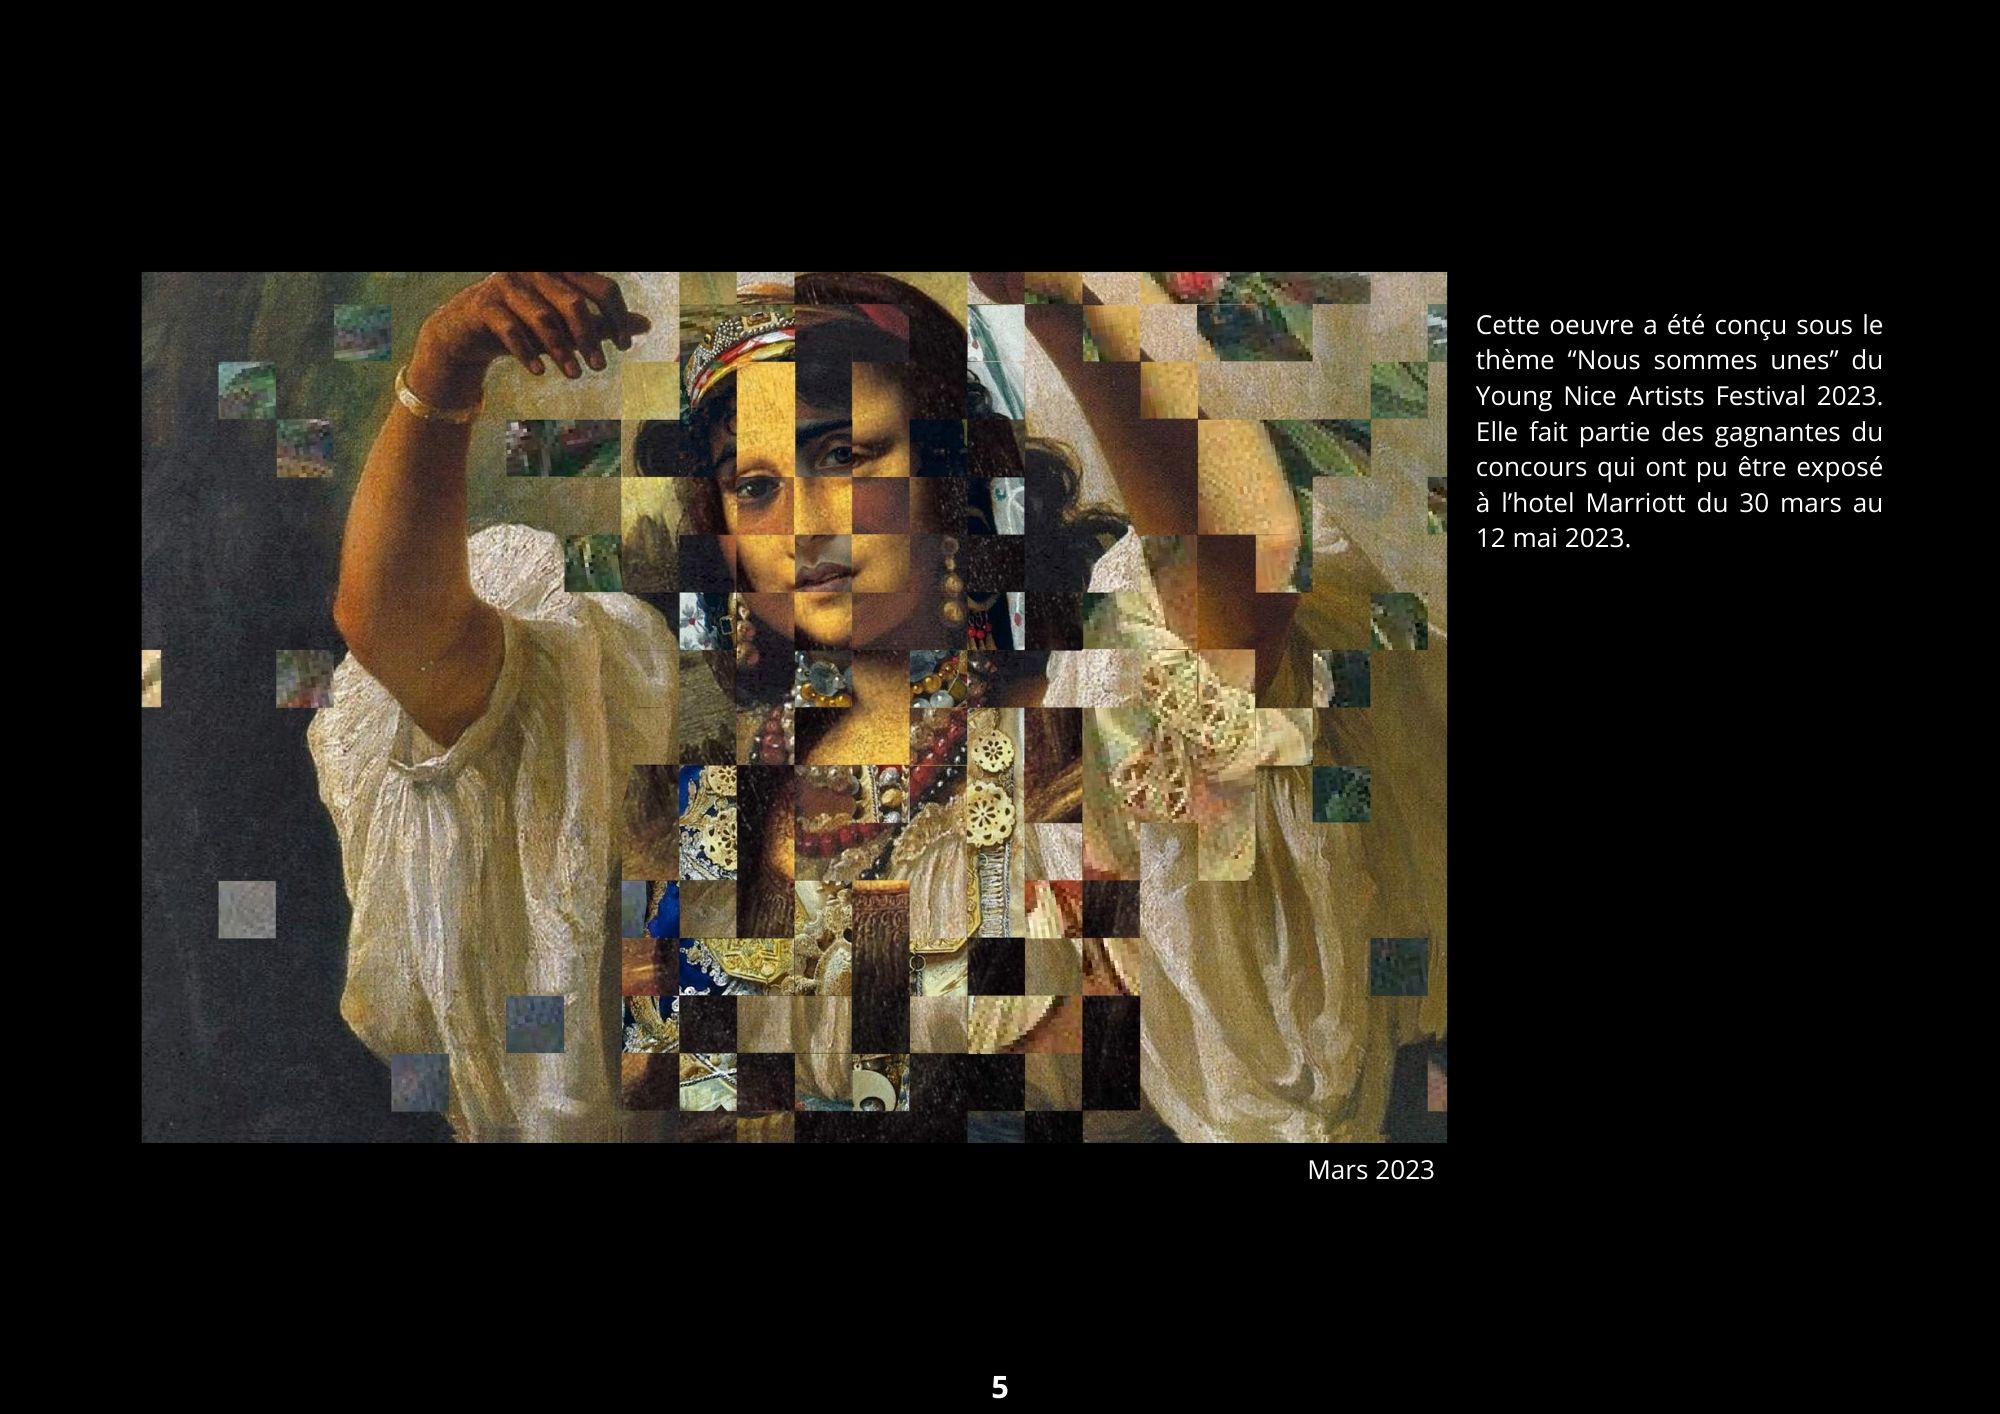 Cette oeuvre a été conçu sous le
thème “Nous sommes unes” du
Young Nice Artists Festival 2023.
Elle fait partie des gagnantes du
concours qui ont pu être exposé
à l’hotel Marriott du 30 mars au
12 mai 2023.
Mars 2023
5